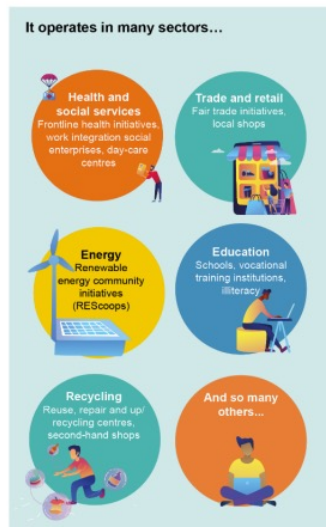 It operates in many sectors...
Health and
social services
Frontline health initiatives,
work integration social
enterprises, day-care
centres
Trade and retail
Fair trade initiatives,
local shops
Energy
Renewable
energy community
initiatives
(REScoops)
Education
Schools, vocational
training institutions,
illiteracy
Recycling
Reuse, repair and up/
recycling centres,
second-hand shops
And so many
others...